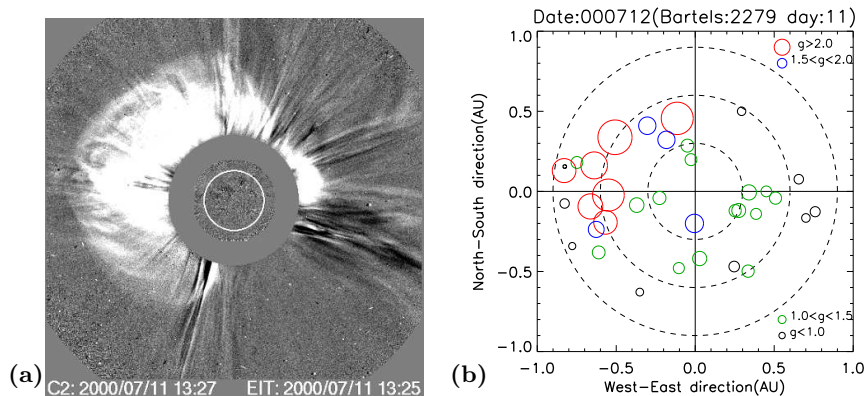 (a)
C2: 2000/07/11 13:27 EIT: 2000/07/11 13:25
(b)
Date:000712(Bartels:2279 day:11)
g>2.0
1.5<g<2.0
1.0
0.5
0.0
-0.5
-1.0
North-South direction(AU)
1.0<g<1.5
g<1.0
-1.0 -0.5 0.0 0.5 1.0
West-East direction(AU)